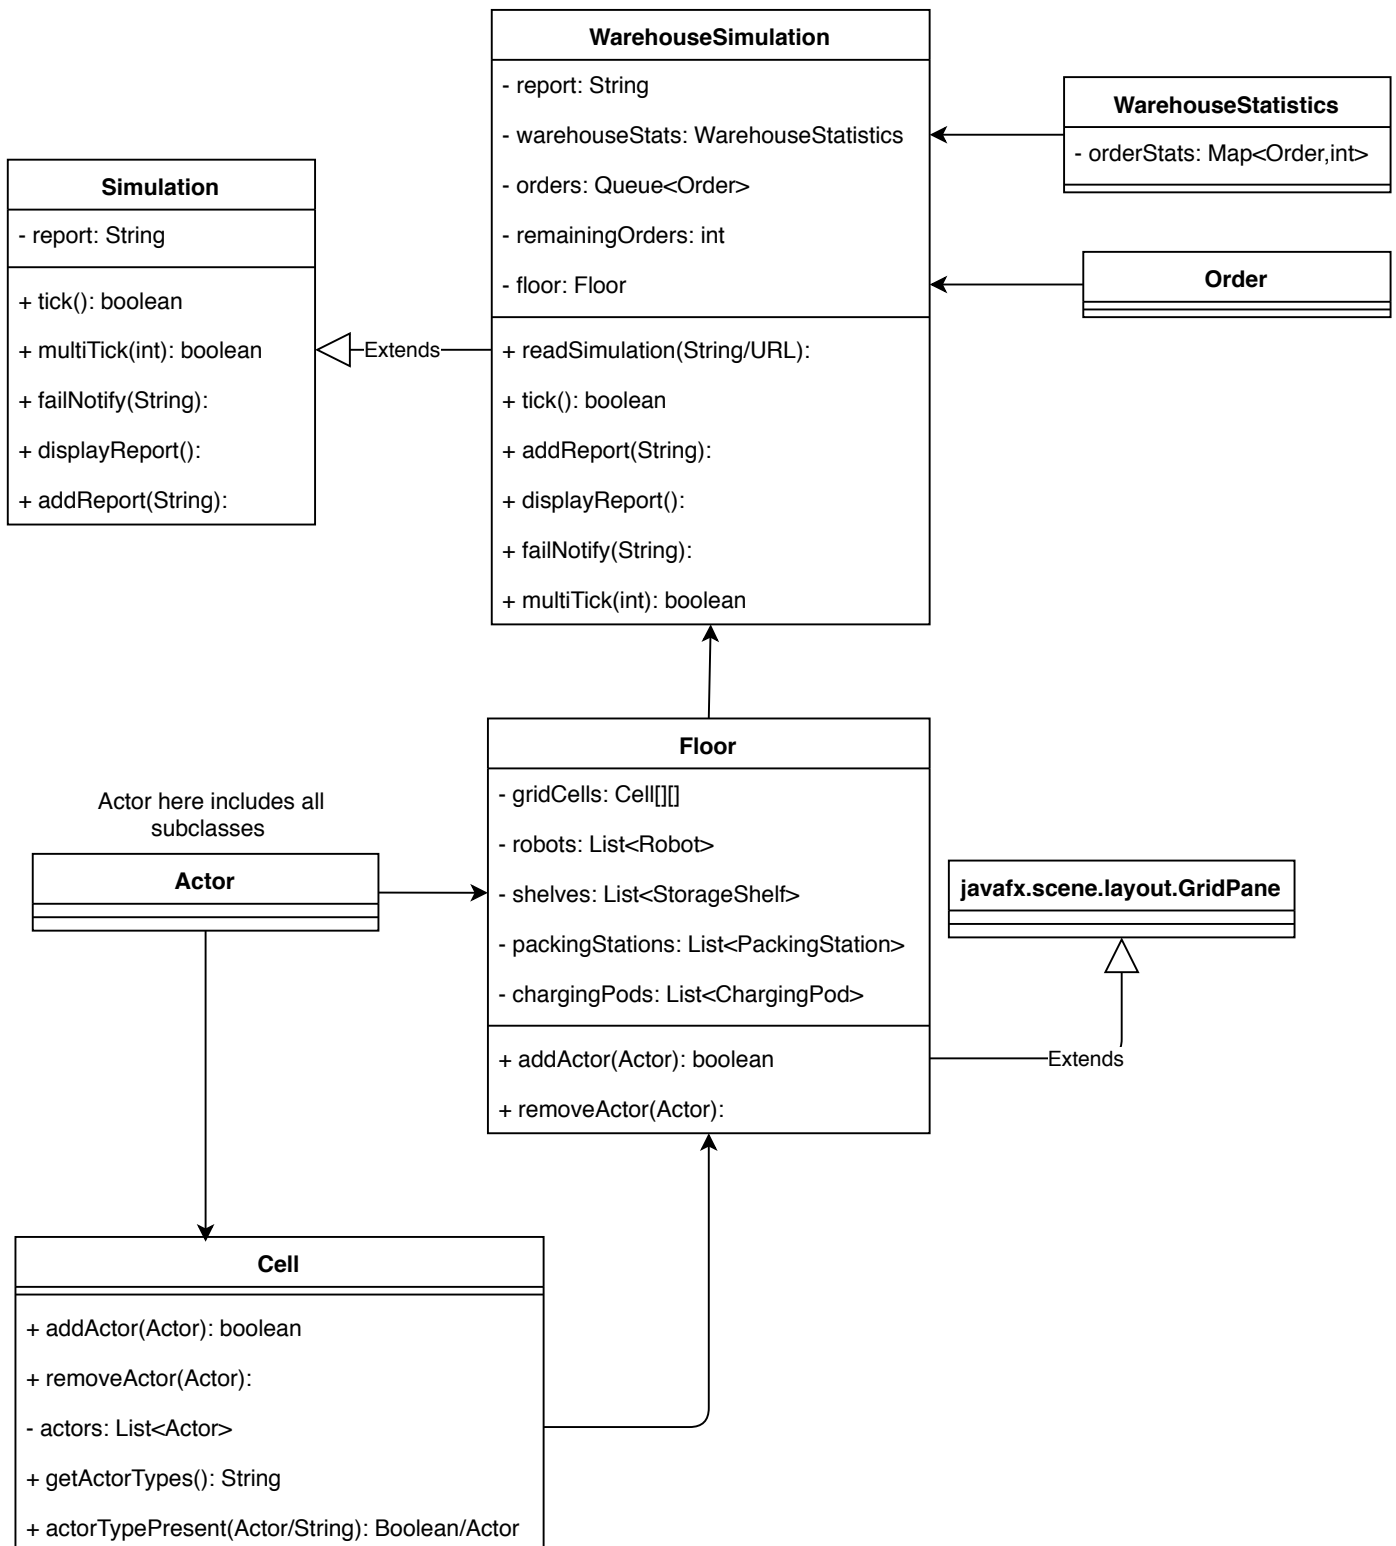 WarehouseSimulation
- report: String
- warehouseStats: WarehouseStatistics
- orders: Queue<Order>
- remainingOrders: int
- floor: Floor
+ readSimulation(String/URL):
+ tick(): boolean
+ addReport(String):
+ displayReport():
+ failNotify(String):
+ multiTick(int): boolean
WarehouseStatistics
- orderStats: Map<Order,int>
Order
Simulation
- report: String
+ tick(): boolean
+ multiTick(int): boolean
+ failNotify(String):
+ displayReport():
+ addReport(String):
Extends
Floor
- gridCells: Cell[][]
- robots: List<Robot>
- shelves: List<StorageShelf>
- packingStations: List<PackingStation>
- chargingPods: List<ChargingPod>
+ addActor(Actor): boolean
+ removeActor(Actor):
Actor here includes all
subclasses
Actor
javafx.scene.layout.GridPane
Extends
Cell
+ addActor(Actor): boolean
+ removeActor(Actor):
- actors: List<Actor>
+ getActorTypes(): String
+ actorTypePresent(Actor/String): Boolean/Actor